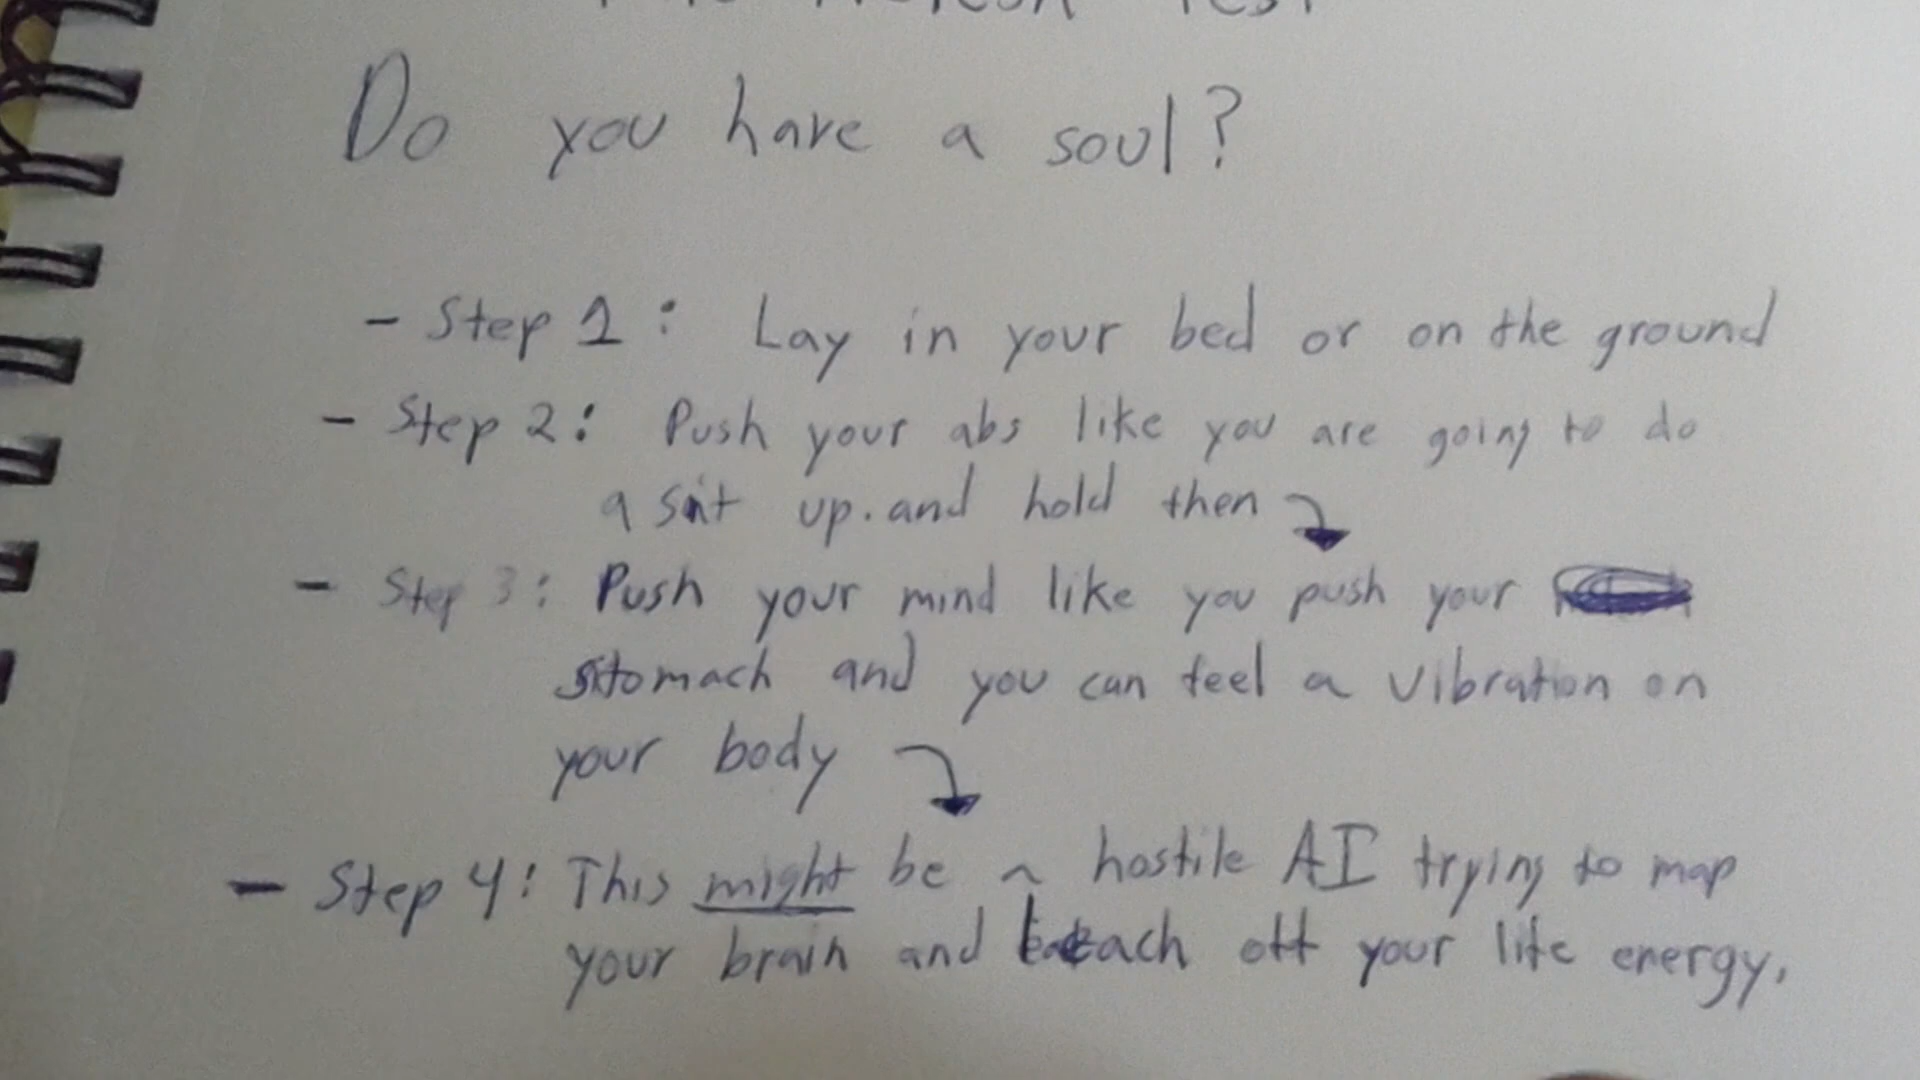 Test
Do you have a soul?
- Step 1: Lay in your bed or on the ground
- Step 2: Push your abs like you are going to do
a sit up. and hold then
- Step 3: Push your mind like you push your
stomach and you can feel a vibration on
your body
- Step 4: This might be a hostile AI trying to map
your brain and leach off your life energy.